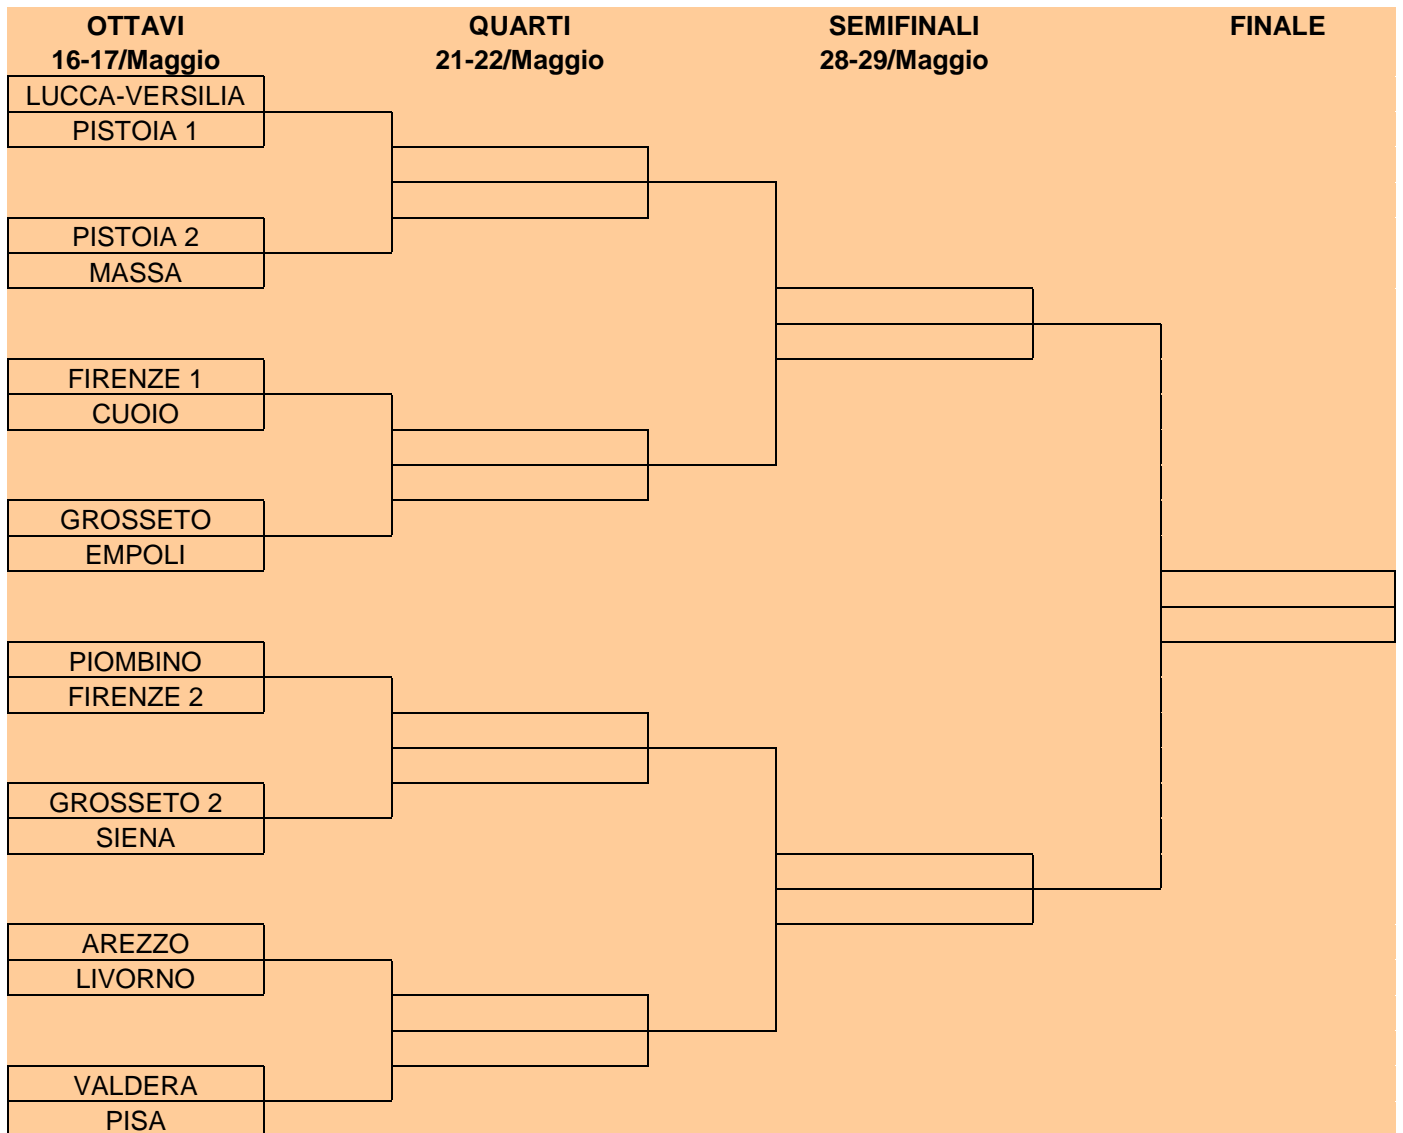 OTTAVI QUARTI SEMIFINALI FINALE
16-17/Maggio 21-22/Maggio 28-29/Maggio
LUCCA-VERSILIA
PISTOIA 1
PISTOIA 2
MASSA
FIRENZE 1
CUOIO
GROSSETO
EMPOLI
PIOMBINO
FIRENZE 2
GROSSETO 2
SIENA
AREZZO
LIVORNO
VALDERA
PISA